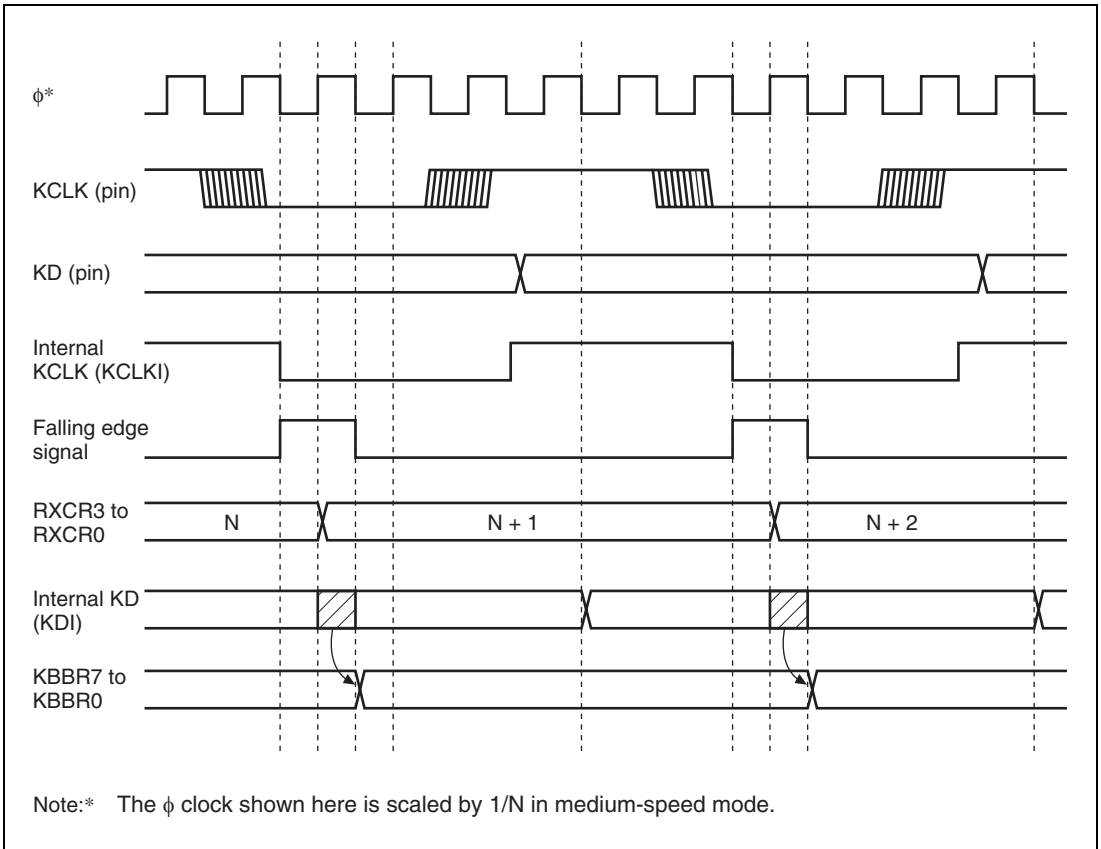 ϕ*
KCLK (pin)
KD (pin)
Internal
KCLK (KCLKI)
Falling edge
signal
RXCR3 to
RXCR0
N
N + 1
N + 2
Internal KD
(KDI)
KBBR7 to
KBBR0
Note:* The ϕ clock shown here is scaled by 1/N in medium-speed mode.